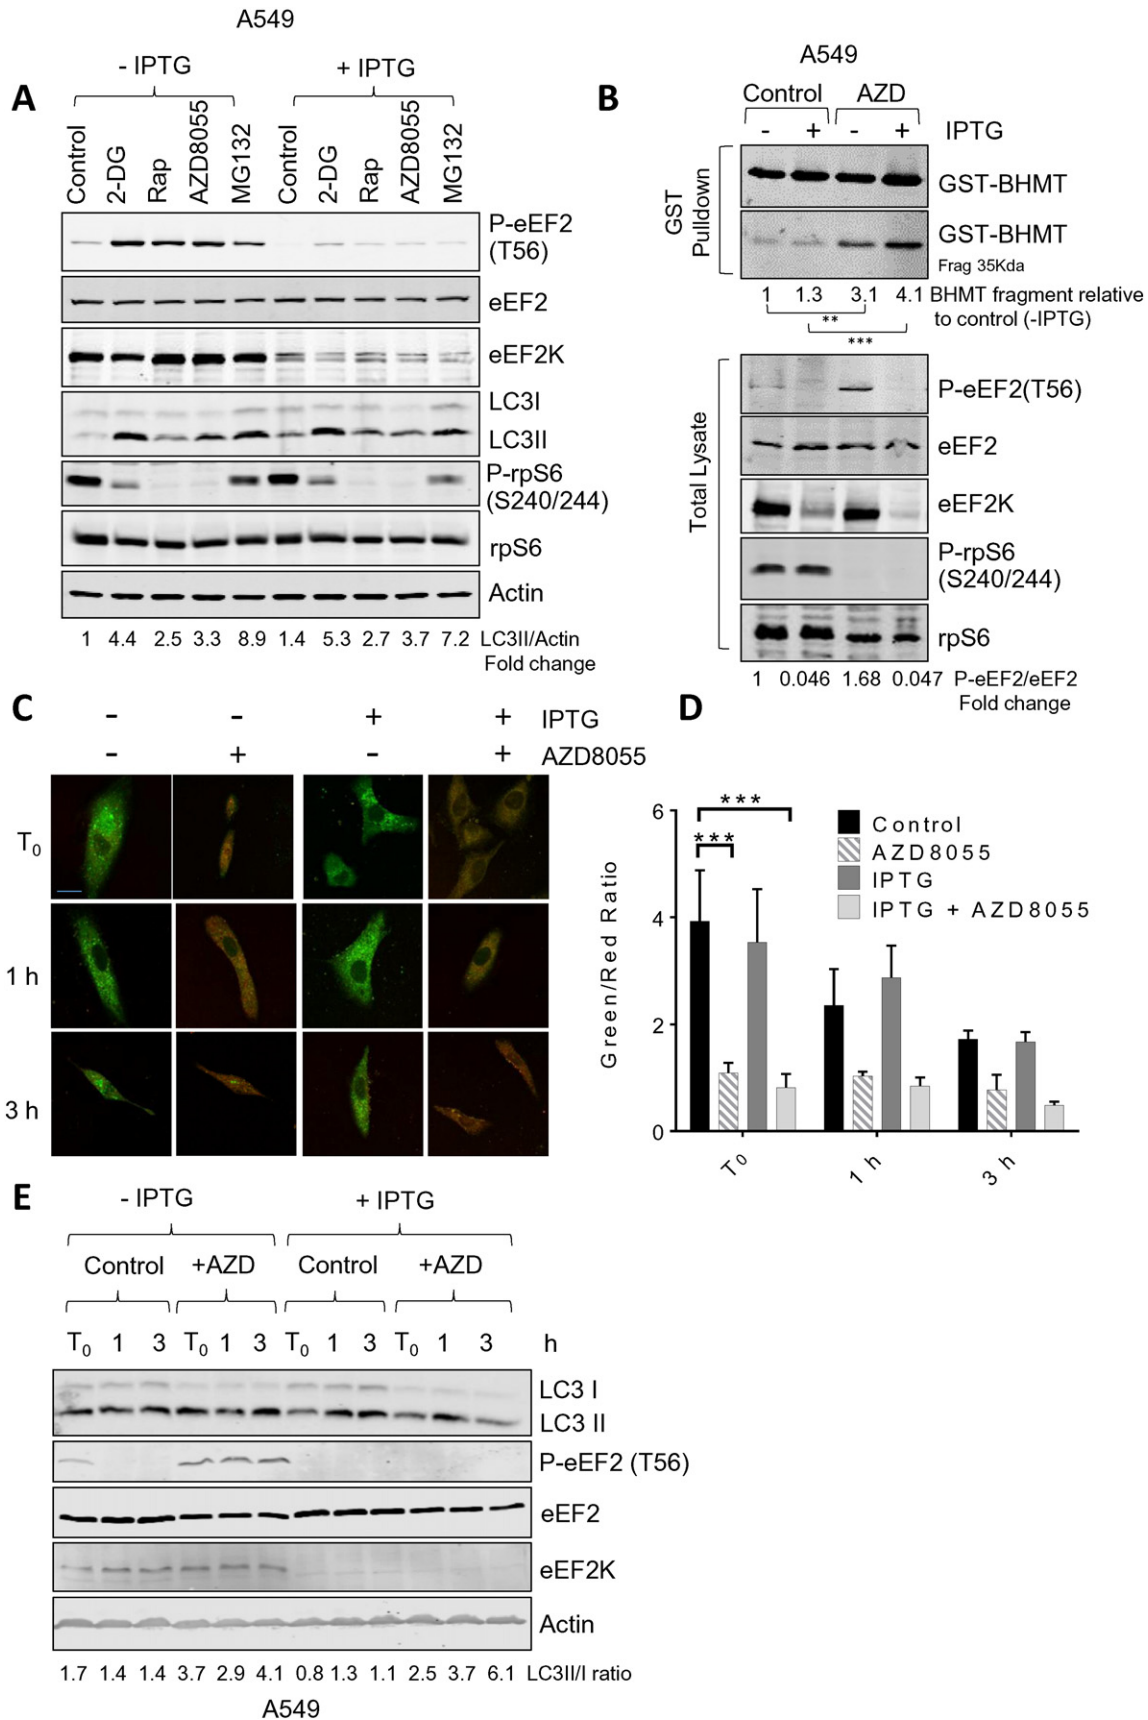 A549
- IPTG + IPTG
A
Control 2-DG Rap AZD8055 MG132 Control 2-DG Rap AZD8055 MG132
P-eEF2
(T56)
eEF2
eEF2K
LC3I
LC3II
P-rpS6
(S240/244)
rpS6
Actin
1 4.4 2.5 3.3 8.9 1.4 5.3 2.7 3.7 7.2 LC3II/Actin
Fold change
A549
B
Control AZD
- + - + IPTG
GST
Pulldown
GST-BHMT
GST-BHMT
Frag 35Kda
1 1.3 3.1 4.1 BHMT fragment relative
to control (-IPTG)
**
***
Total Lysate
P-eEF2(T56)
eEF2
eEF2K
P-rpS6
(S240/244)
rpS6
1 0.046 1.68 0.047 P-eEF2/eEF2
Fold change
C
- - + + IPTG
- + - + AZD8055
T0
1 h
3 h
D
Green/Red Ratio
6
4
2
0
***
***
Control
AZD8055
IPTG
IPTG + AZD8055
T0 1 h 3 h
E
- IPTG + IPTG
Control +AZD Control +AZD
T0 1 3 T0 1 3 T0 1 3 T0 1 3 h
LC3 I
LC3 II
P-eEF2 (T56)
eEF2
eEF2K
Actin
1.7 1.4 1.4 3.7 2.9 4.1 0.8 1.3 1.1 2.5 3.7 6.1 LC3II/I ratio
A549